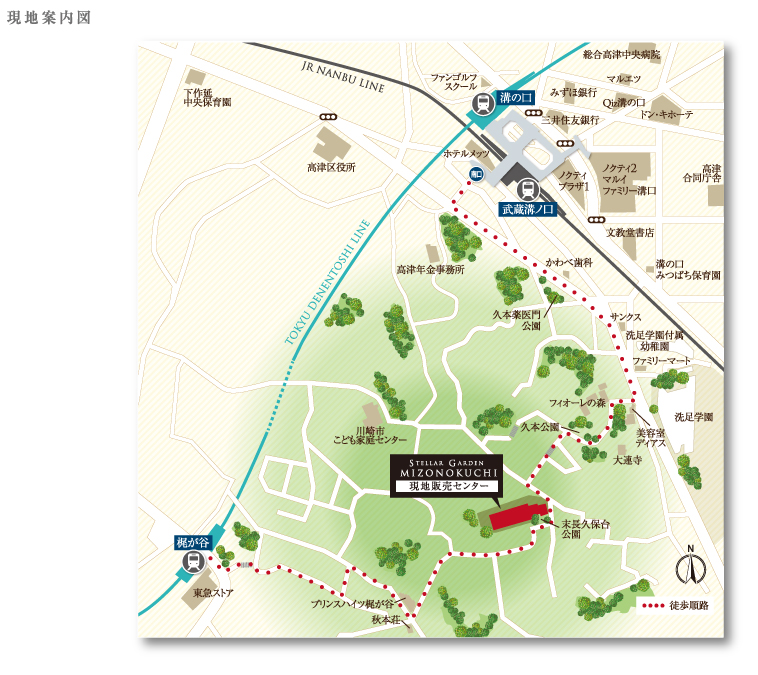 現地案内図
総合高津中央病院
JR NANBU LINE
ファンゴルフ
スクール
マルエツ
下作延
中央保育園
溝の口
みずほ銀行
Qiz溝の口
ドン・キホーテ
三井住友銀行
高津区役所
ホテルメッツ
南口
ノクティ
プラザ1
ノクティ2
マルイ
ファミリー溝口
高津
合同庁舎
武蔵溝ノ口
文教堂書店
TOKYU DENENTOSHI LINE
高津年金事務所
かわべ歯科
溝の口
みつばち保育園
久本薬医門
公園
サンクス
洗足学園付属
幼稚園
ファミリーマート
フィオーレの森
洗足学園
川崎市
こども家庭センター
久本公園
美容室
ディアス
大蓮寺
STELLAR GARDEN
MIZONOKUCHI
現地販売センター
末長久保台
公園
梶が谷
N
東急ストア
プリンスハイツ梶が谷
秋本荘
徒歩順路